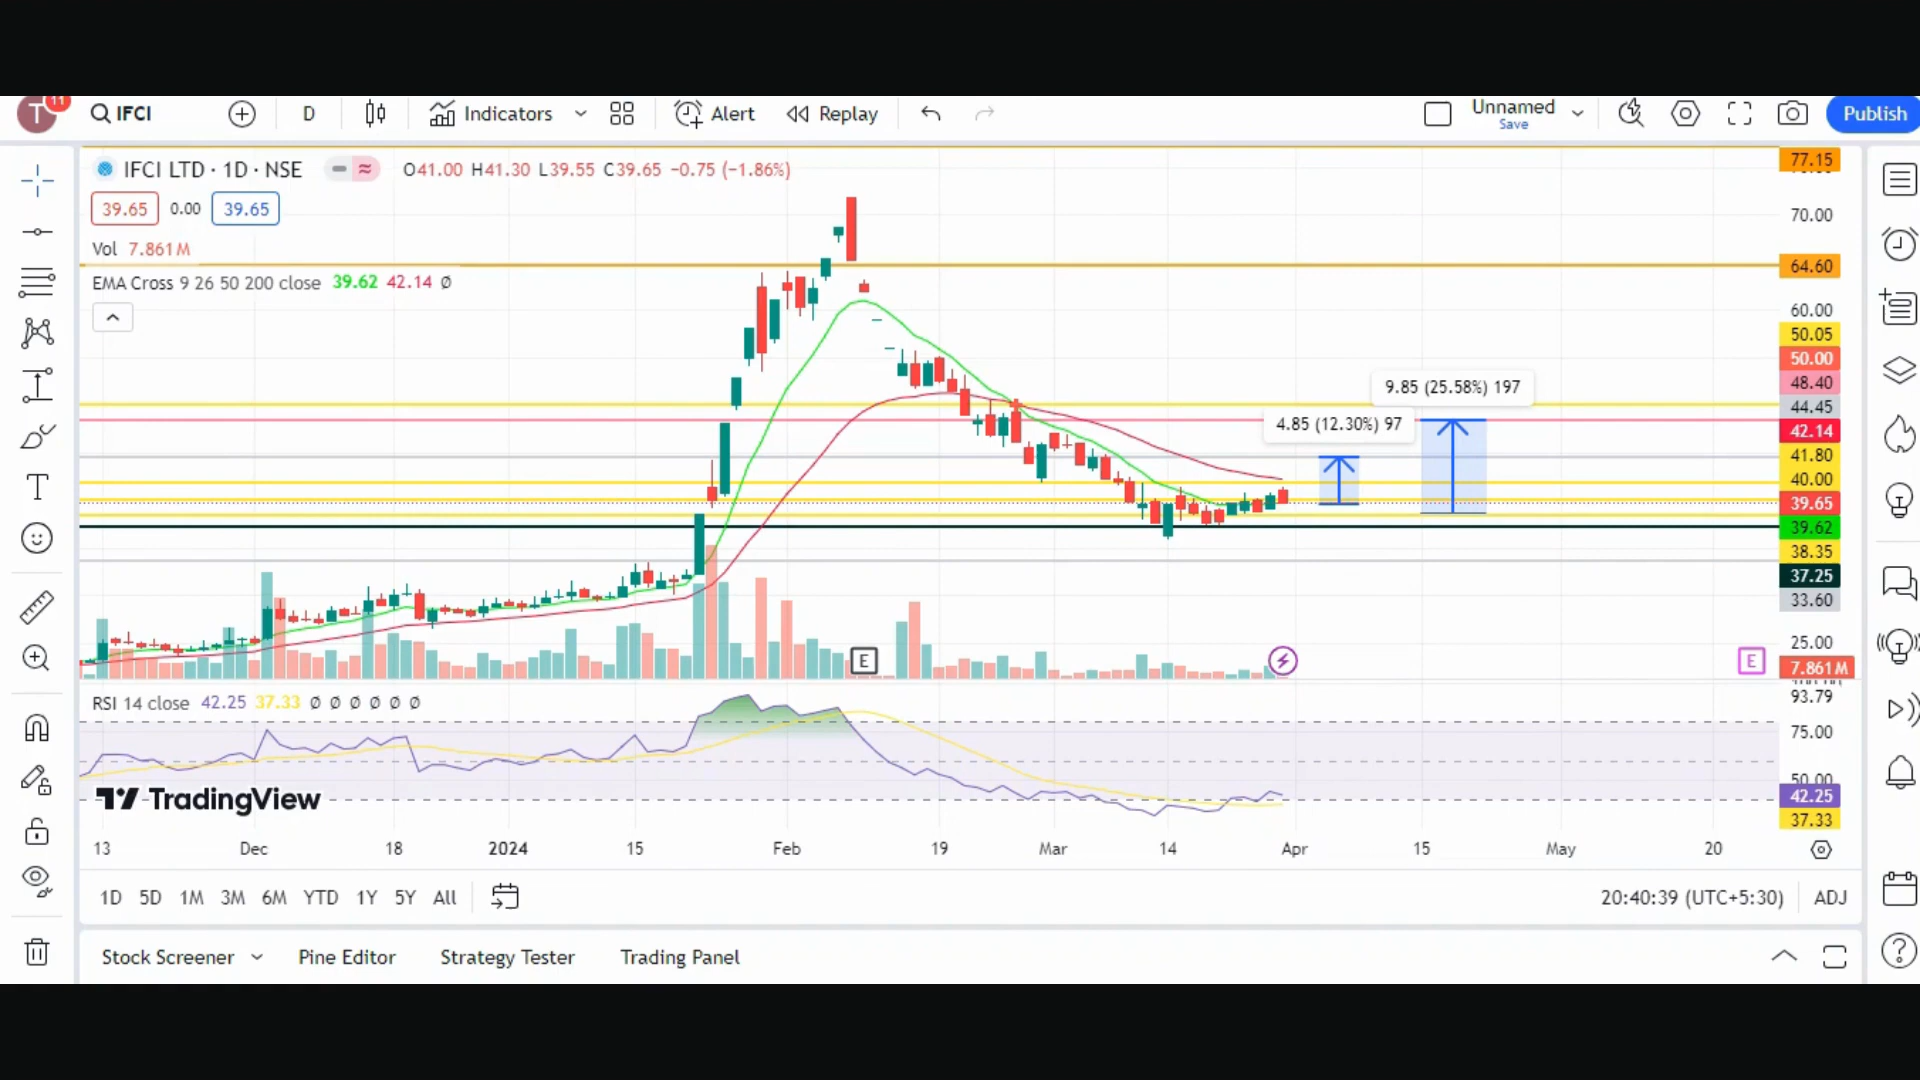 T 11 IFCI D Indicators Alert Replay Unnamed Save Publish
IFCI LTD · 1D · NSE O41.00 H41.30 L39.55 C39.65 −0.75 (−1.86%)
39.65 0.00 39.65
Vol 7.861M
EMA Cross 9 26 50 200 close 39.62 42.14 Ø
77.15
70.00
64.60
60.00
50.05
50.00
48.40
44.45
42.14
41.80
40.00
39.65
39.62
38.35
37.25
33.60
25.00
7.861M
9.85 (25.58%) 197
4.85 (12.30%) 97
E E
RSI 14 close 42.25 37.33 Ø Ø Ø Ø Ø Ø
93.79
75.00
50.00
42.25
37.33
TradingView
13 Dec 18 2024 15 Feb 19 Mar 14 Apr 15 May 20
1D 5D 1M 3M 6M YTD 1Y 5Y All 20:40:39 (UTC+5:30) ADJ
Stock Screener Pine Editor Strategy Tester Trading Panel